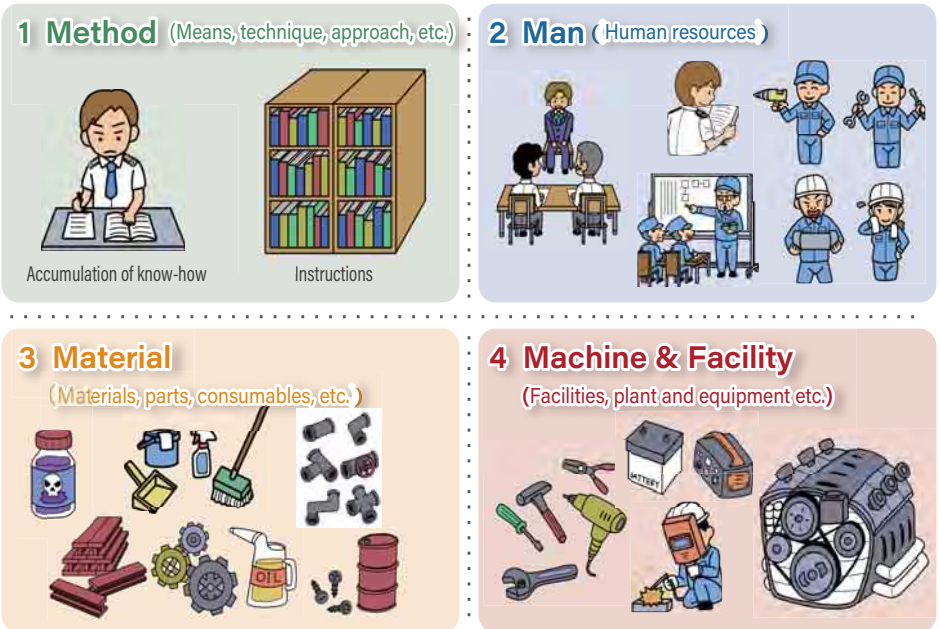 1 Method (Means, technique, approach, etc.)
Accumulation of know-how
Instructions
2 Man (Human resources)
3 Material
(Materials, parts, consumables, etc.)
OIL
4 Machine & Facility
(Facilities, plant and equipment etc.)
BATTERY